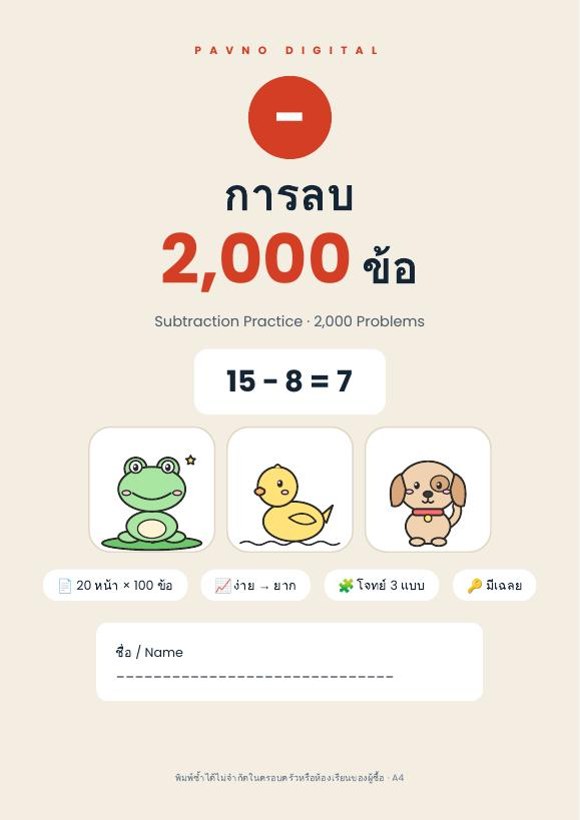 PAVNO DIGITAL
–
การลบ
2,000 ข้อ
Subtraction Practice · 2,000 Problems
15 – 8 = 7
20 หน้า × 100 ข้อ
ง่าย → ยาก
โจทย์ 3 แบบ
มีเฉลย
ชื่อ / Name
______________________________
พิมพ์ซ้ำได้ไม่จำกัดในครอบครัวหรือห้องเรียนของผู้ซื้อ · A4